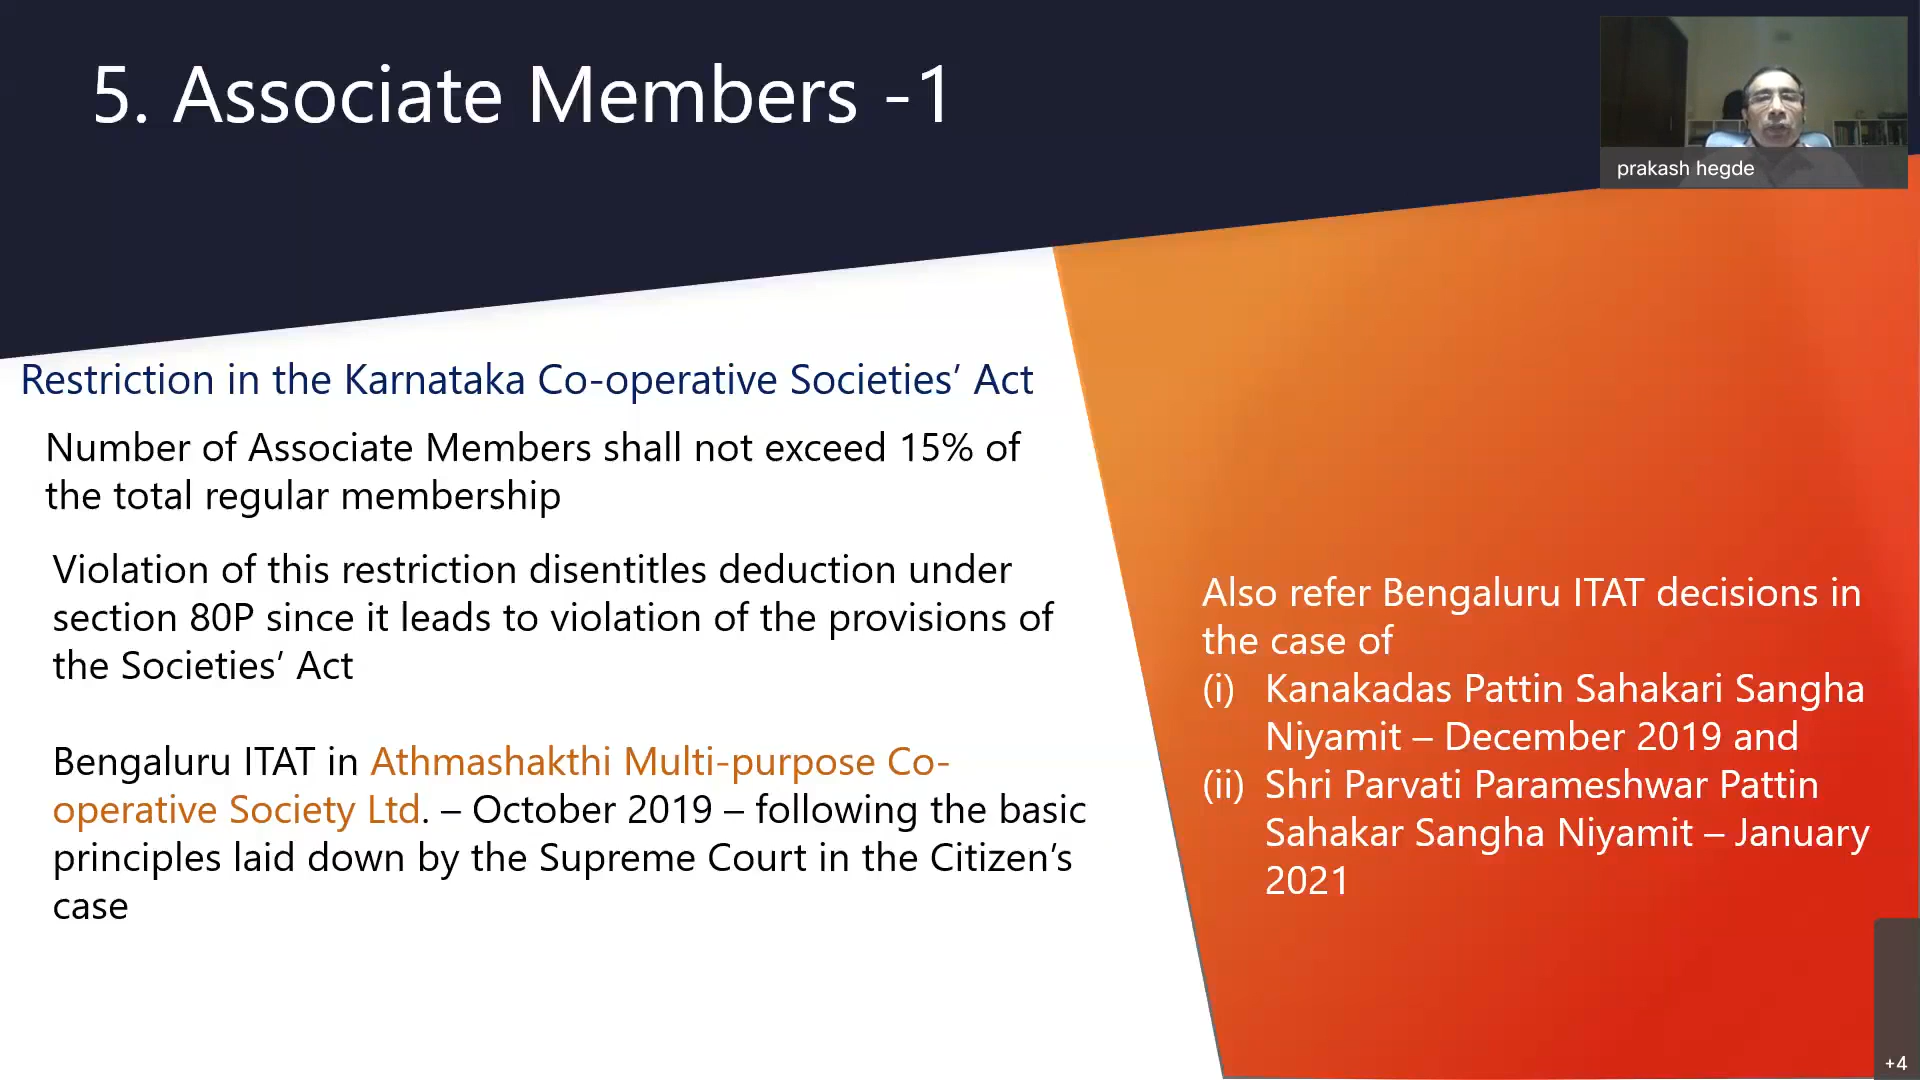 5. Associate Members -1
prakash hegde
Restriction in the Karnataka Co-operative Societies’ Act
Number of Associate Members shall not exceed 15% of
the total regular membership
Violation of this restriction disentitles deduction under
section 80P since it leads to violation of the provisions of
the Societies’ Act
Bengaluru ITAT in Athmashakthi Multi-purpose Co-
operative Society Ltd. – October 2019 – following the basic
principles laid down by the Supreme Court in the Citizen’s
case
Also refer Bengaluru ITAT decisions in
the case of
(i) Kanakadas Pattin Sahakari Sangha
Niyamit – December 2019 and
(ii) Shri Parvati Parameshwar Pattin
Sahakar Sangha Niyamit – January
2021
+4